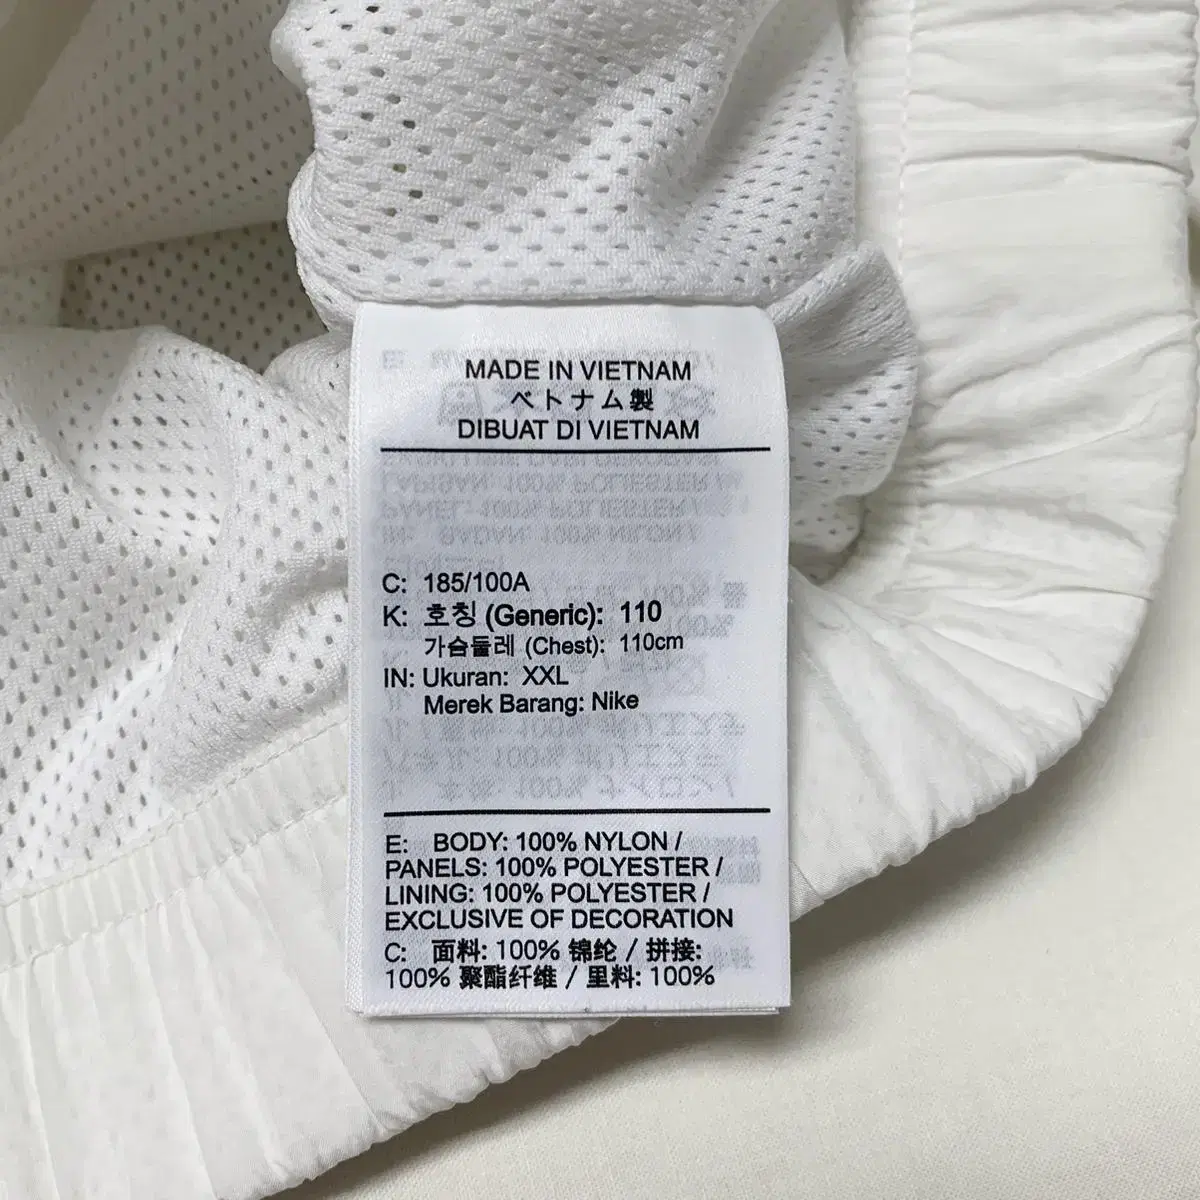 MADE IN VIETNAM
ベトナム製
DIBUAT DI VIETNAM
C: 185/100A
K: 호칭 (Generic): 110
가슴둘레 (Chest): 110cm
IN: Ukuran: XXL
Merek Barang: Nike
E: BODY: 100% NYLON /
PANELS: 100% POLYESTER /
LINING: 100% POLYESTER /
EXCLUSIVE OF DECORATION
C: 面料: 100% 锦纶 / 拼接:
100% 聚酯纤维 / 里料: 100%